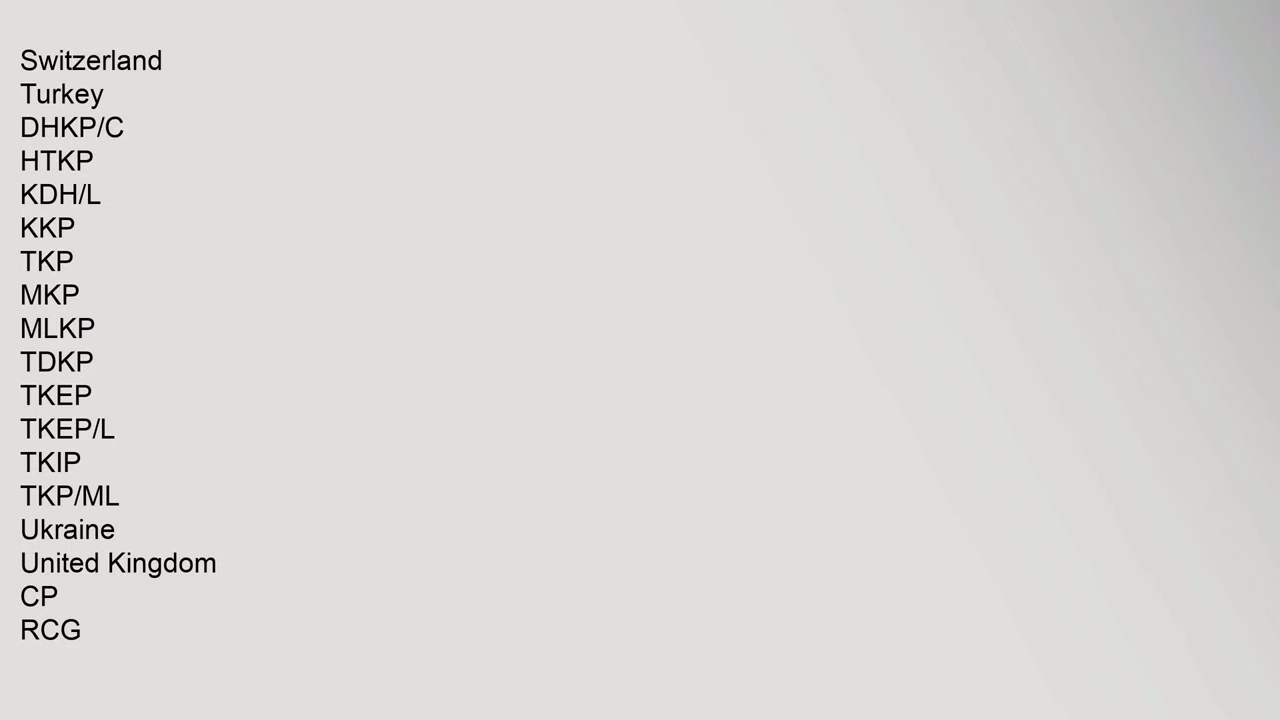 Switzerland
Turkey
DHKP/C
HTKP
KDH/L
KKP
TKP
MKP
MLKP
TDKP
TKEP
TKEP/L
TKIP
TKP/ML
Ukraine
United Kingdom
CP
RCG